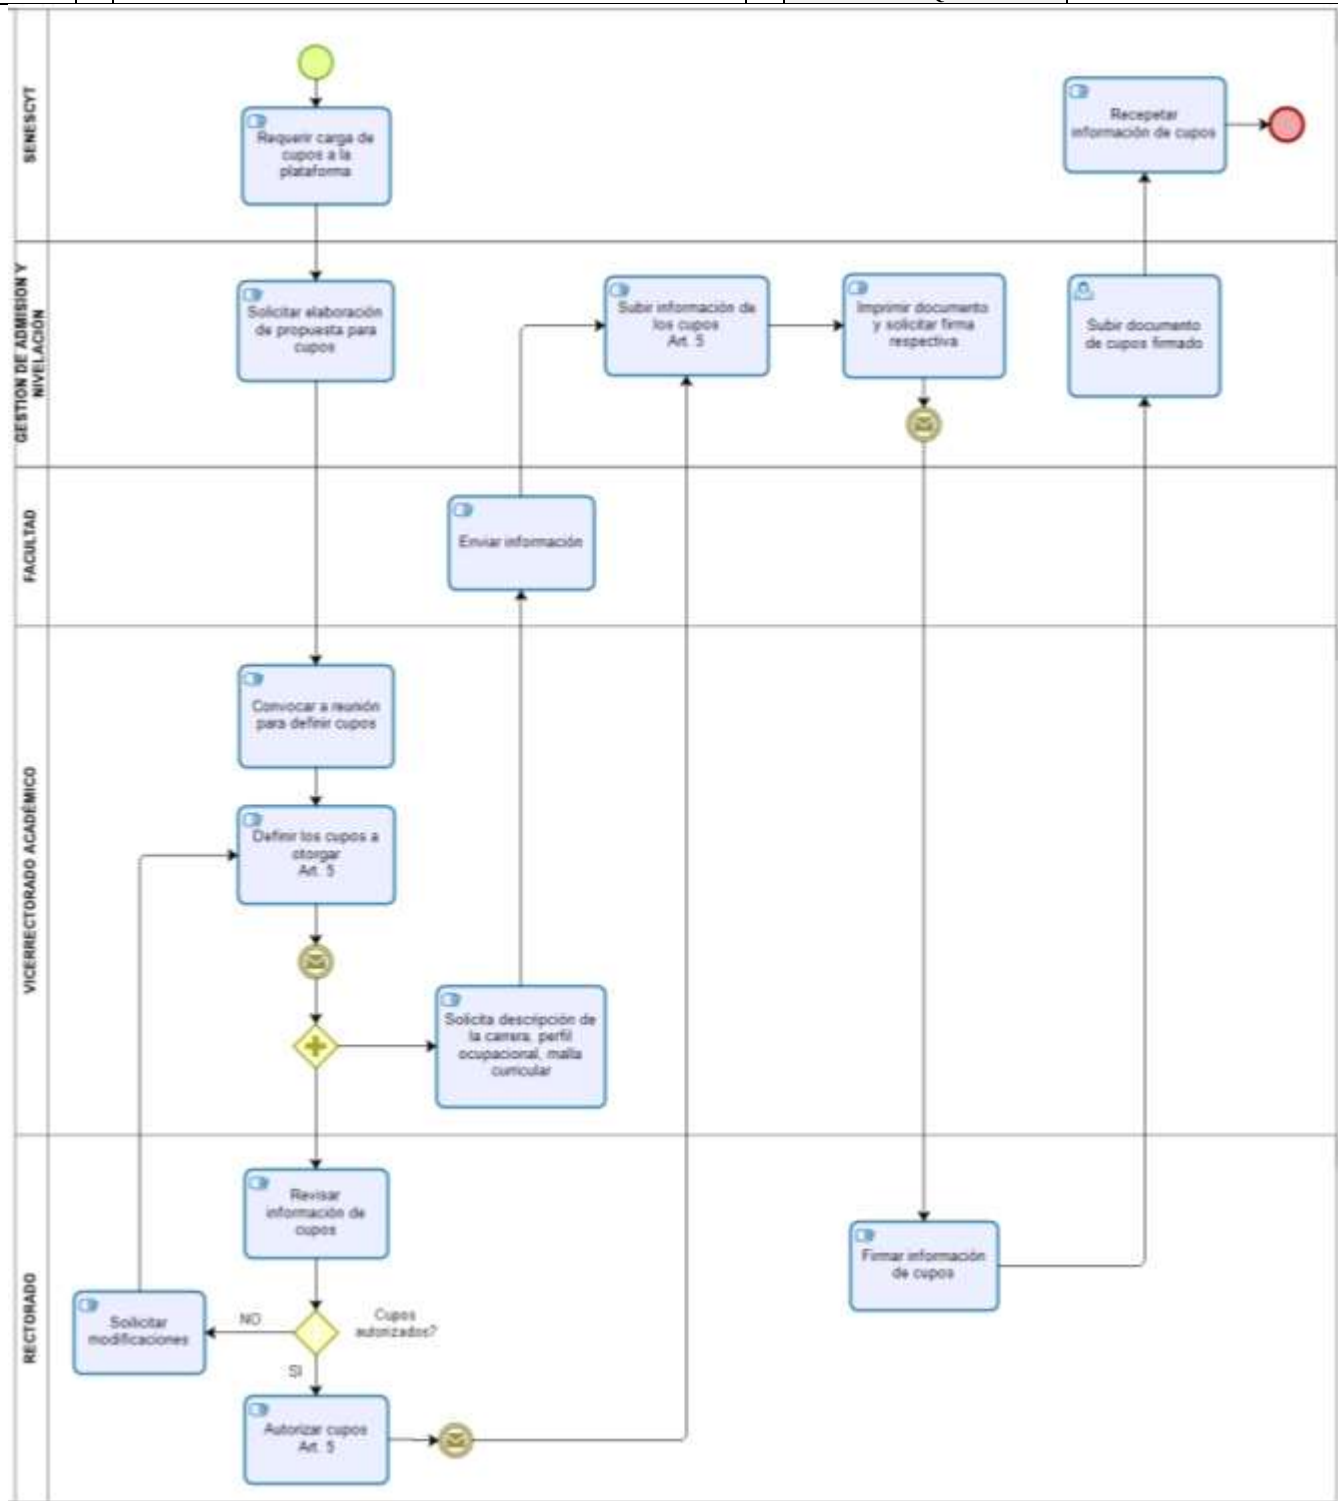 SENESCYT
Requerir carga de
cupos a la
plataforma
Recepetar
información de cupos
GESTION DE ADMISION Y
NIVELACIÓN
Solicitar elaboración
de propuesta para
cupos
Subir información de
los cupos
Art. 5
Imprimir documento
y solicitar firma
respectiva
Subir documento
de cupos firmado
FACULTAD
Enviar información
VICERRECTORADO ACADÉMICO
Convocar a reunión
para definir cupos
Definir los cupos a
otorgar
Art. 5
Solicita descripción de
la carrera, perfil
ocupacional, malla
curricular
RECTORADO
Revisar
información de
cupos
Firmar información
de cupos
Solicitar
modificaciones
NO
Cupos
autorizados?
SI
Autorizar cupos
Art. 5